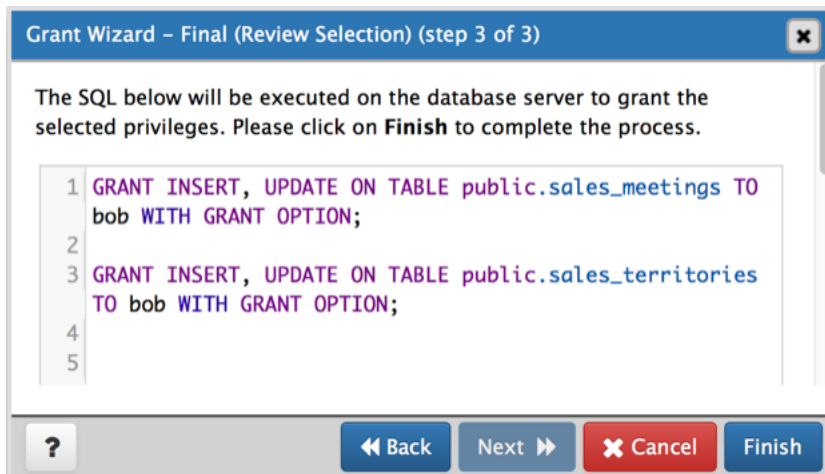 Grant Wizard – Final (Review Selection) (step 3 of 3)
The SQL below will be executed on the database server to grant the
selected privileges. Please click on Finish to complete the process.
1 GRANT INSERT, UPDATE ON TABLE public.sales_meetings TO
bob WITH GRANT OPTION;
2
3 GRANT INSERT, UPDATE ON TABLE public.sales_territories
TO bob WITH GRANT OPTION;
4
5
? Back Next Cancel Finish